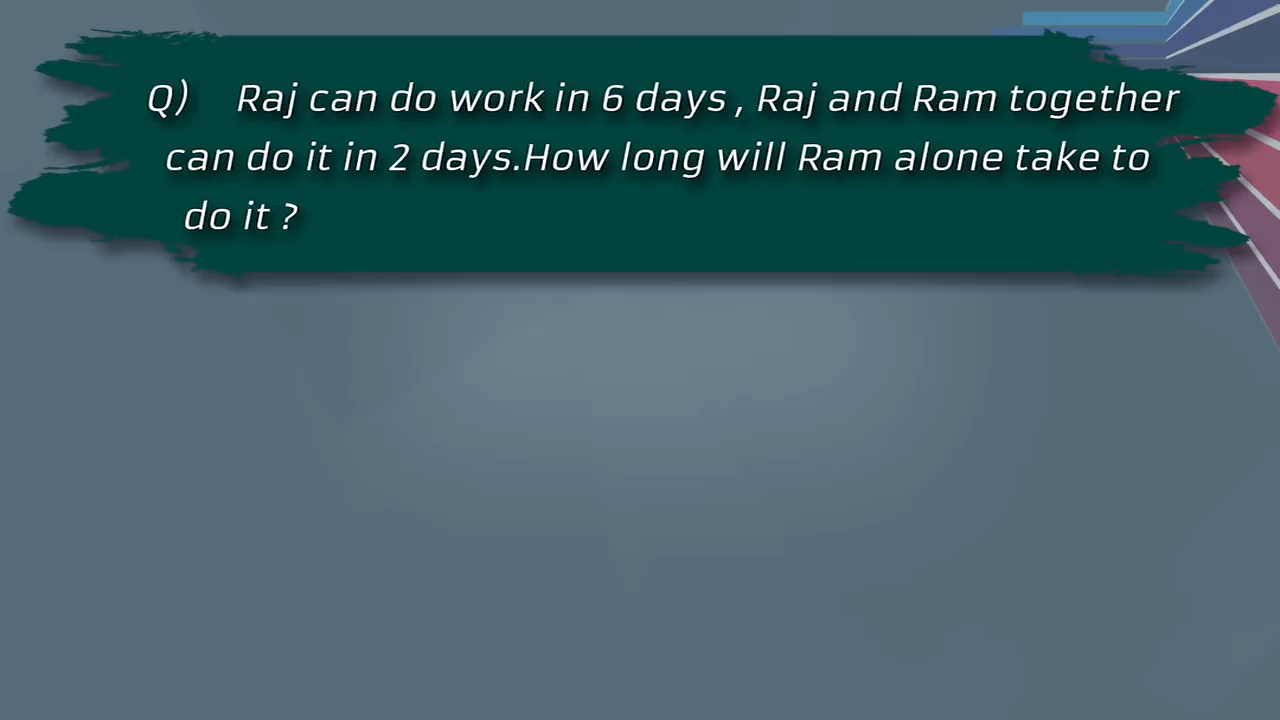 Q) Raj can do work in 6 days , Raj and Ram together
can do it in 2 days.How long will Ram alone take to
do it ?